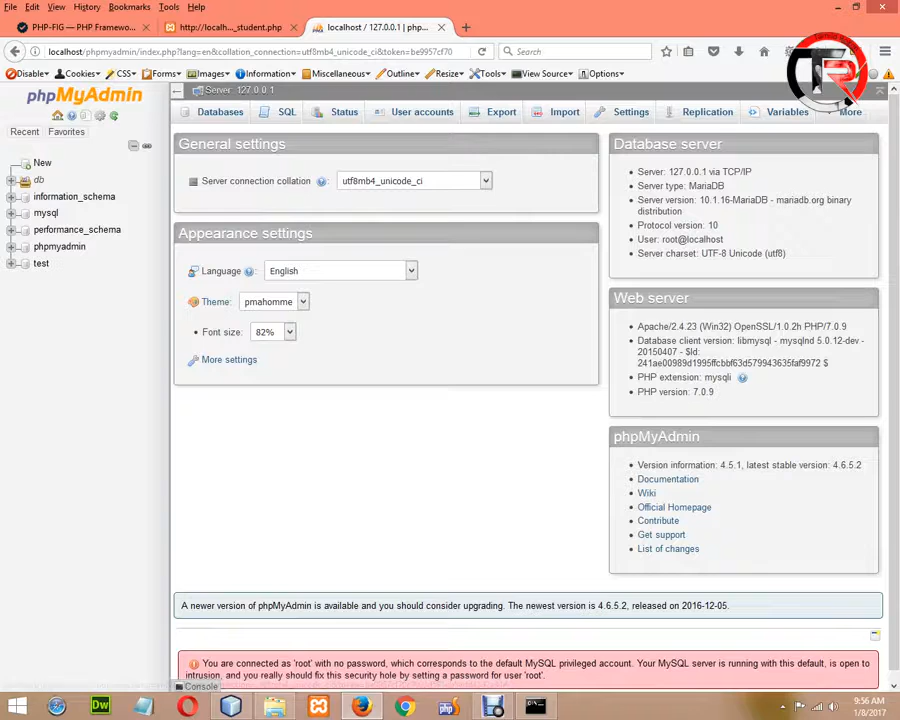 File Edit View History Bookmarks Tools Help
PHP-FIG — PHP Framewo...
http://localh..._student.php
localhost / 127.0.0.1 | php...
localhost/phpmyadmin/index.php?lang=en&collation_connection=utf8mb4_unicode_ci&token=be9957cf70
Search
Disable Cookies CSS Forms Images Information Miscellaneous Outline Resize Tools View Source Options
TR
phpMyAdmin
Recent Favorites
New
db
information_schema
mysql
performance_schema
phpmyadmin
test
Server: 127.0.0.1
Databases SQL Status User accounts Export Import Settings Replication Variables More
General settings
Server connection collation : utf8mb4_unicode_ci
Appearance settings
Language : English
Theme: pmahomme
Font size: 82%
More settings
Database server
Server: 127.0.0.1 via TCP/IP
Server type: MariaDB
Server version: 10.1.16-MariaDB - mariadb.org binary
distribution
Protocol version: 10
User: root@localhost
Server charset: UTF-8 Unicode (utf8)
Web server
Apache/2.4.23 (Win32) OpenSSL/1.0.2h PHP/7.0.9
Database client version: libmysql - mysqlnd 5.0.12-dev -
20150407 - $Id:
241ae00989d1995ffcbbf63d579943635faf9972 $
PHP extension: mysqli
PHP version: 7.0.9
phpMyAdmin
Version information: 4.5.1, latest stable version: 4.6.5.2
Documentation
Wiki
Official Homepage
Contribute
Get support
List of changes
A newer version of phpMyAdmin is available and you should consider upgrading. The newest version is 4.6.5.2, released on 2016-12-05.
You are connected as 'root' with no password, which corresponds to the default MySQL privileged account. Your MySQL server is running with this default, is open to
intrusion, and you really should fix this security hole by setting a password for user 'root'.
Console
Dw
9:56 AM
1/8/2017